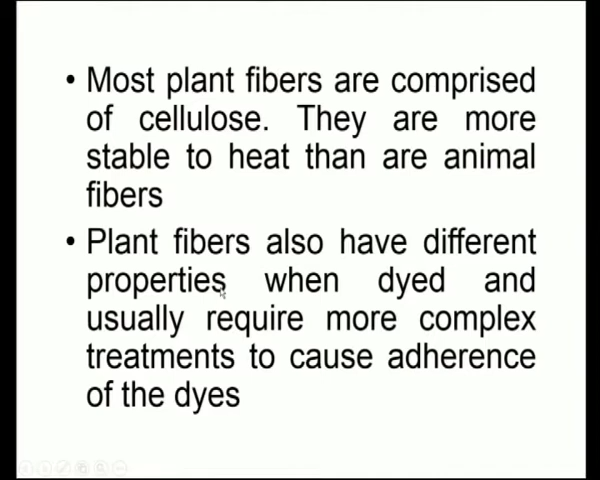 • Most plant fibers are comprised
of cellulose. They are more
stable to heat than are animal
fibers
• Plant fibers also have different
properties when dyed and
usually require more complex
treatments to cause adherence
of the dyes